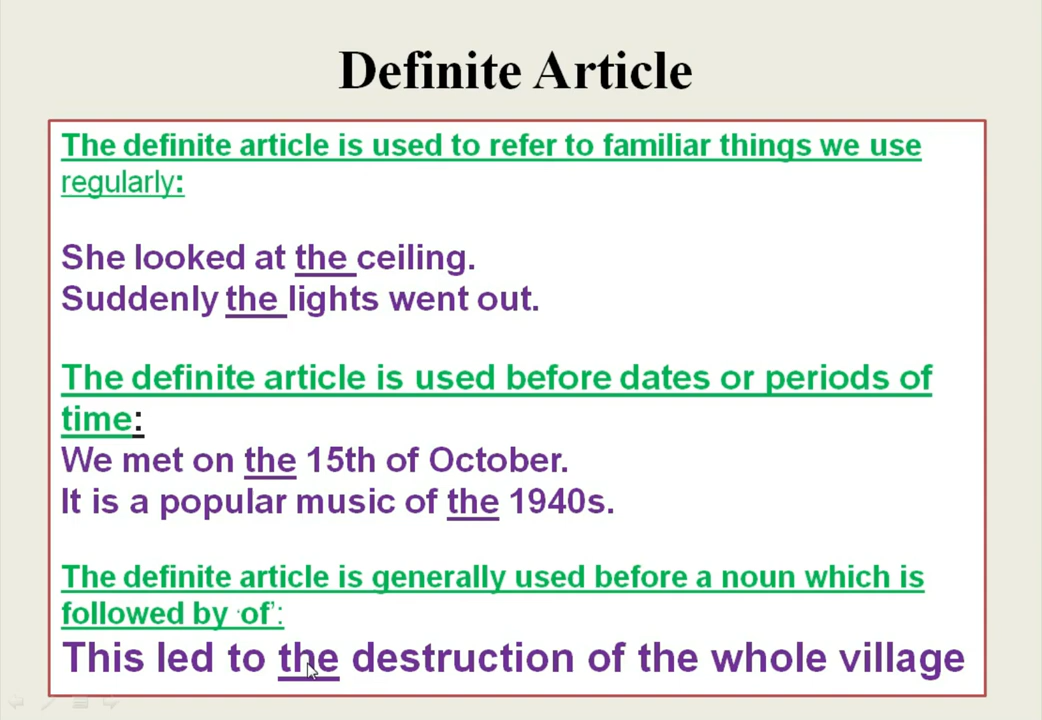 Definite Article
The definite article is used to refer to familiar things we use
regularly:
She looked at the ceiling.
Suddenly the lights went out.
The definite article is used before dates or periods of
time:
We met on the 15th of October.
It is a popular music of the 1940s.
The definite article is generally used before a noun which is
followed by ‘of’:
This led to the destruction of the whole village